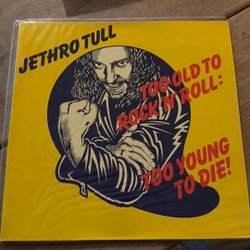 JETHRO TULL
TOO OLD TO
ROCK'N'ROLL:
TOO YOUNG
TO DIE!